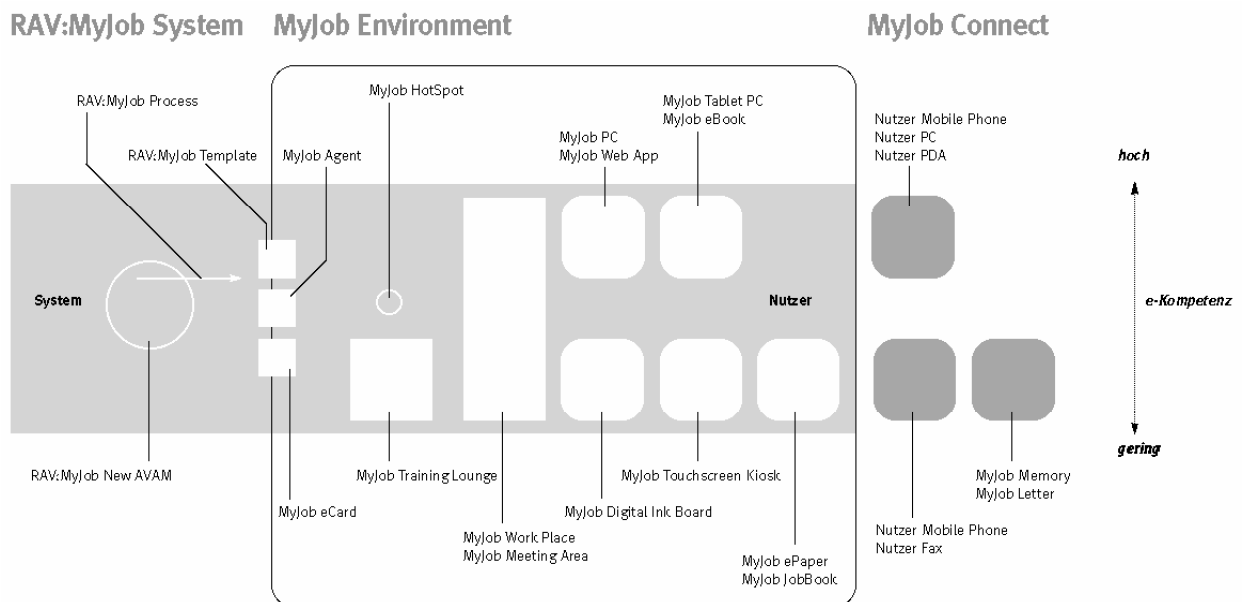 RAV:MyJob System
MyJob Environment
MyJob Connect
RAV:MyJob Process
RAV:MyJob Template
MyJob Agent
MyJob HotSpot
MyJob PC
MyJob Web App
MyJob Tablet PC
MyJob eBook
Nutzer Mobile Phone
Nutzer PC
Nutzer PDA
hoch
System
Nutzer
e-Kompetenz
gering
RAV:MyJob New AVAM
MyJob eCard
MyJob Training Lounge
MyJob Work Place
MyJob Meeting Area
MyJob Digital Ink Board
MyJob Touchscreen Kiosk
MyJob ePaper
MyJob JobBook
Nutzer Mobile Phone
Nutzer Fax
MyJob Memory
MyJob Letter